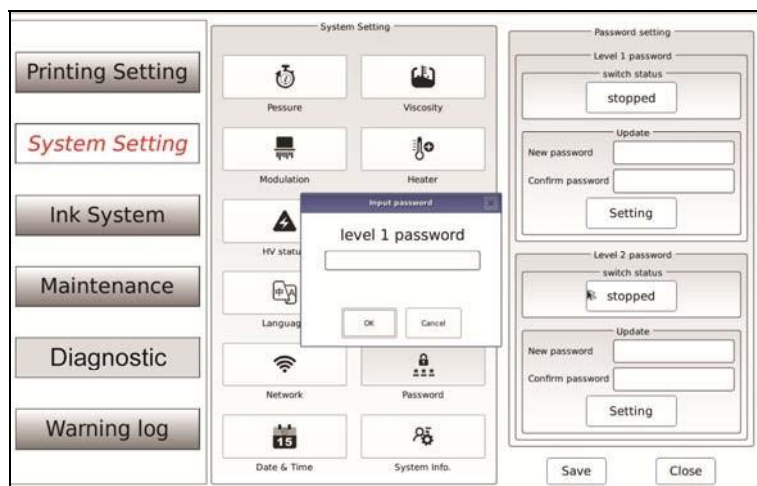 Printing Setting
System Setting
Ink System
Maintenance
Diagnostic
Warning log
System Setting
Pessure
Viscosity
Modulation
Heater
HV statu
Languag
Network
Password
15
Date & Time
System Info.
Input password
level 1 password
OK
Cancel
Password setting
Level 1 password
switch status
stopped
Update
New password
Confirm password
Setting
Level 2 password
switch status
stopped
Update
New password
Confirm password
Setting
Save
Close